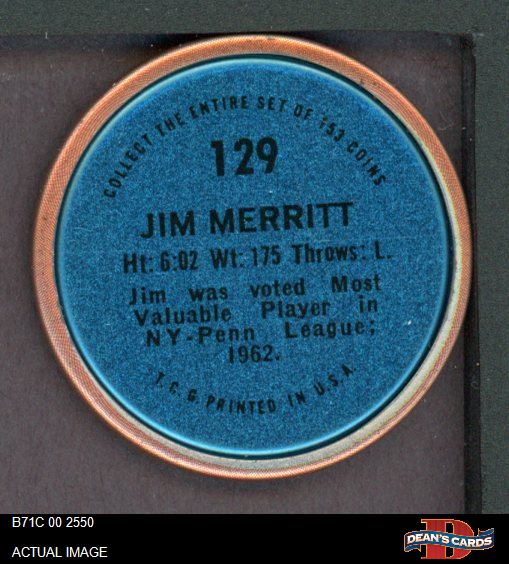 COLLECT THE ENTIRE SET OF 153 COINS
129
JIM MERRITT
Ht: 6:02 Wt: 175 Throws: L.
Jim was voted Most
Valuable Player in
NY-Penn League;
1962.
T.C.G. PRINTED IN U.S.A.
B71C 00 2550
ACTUAL IMAGE
D
DEAN'S CARDS